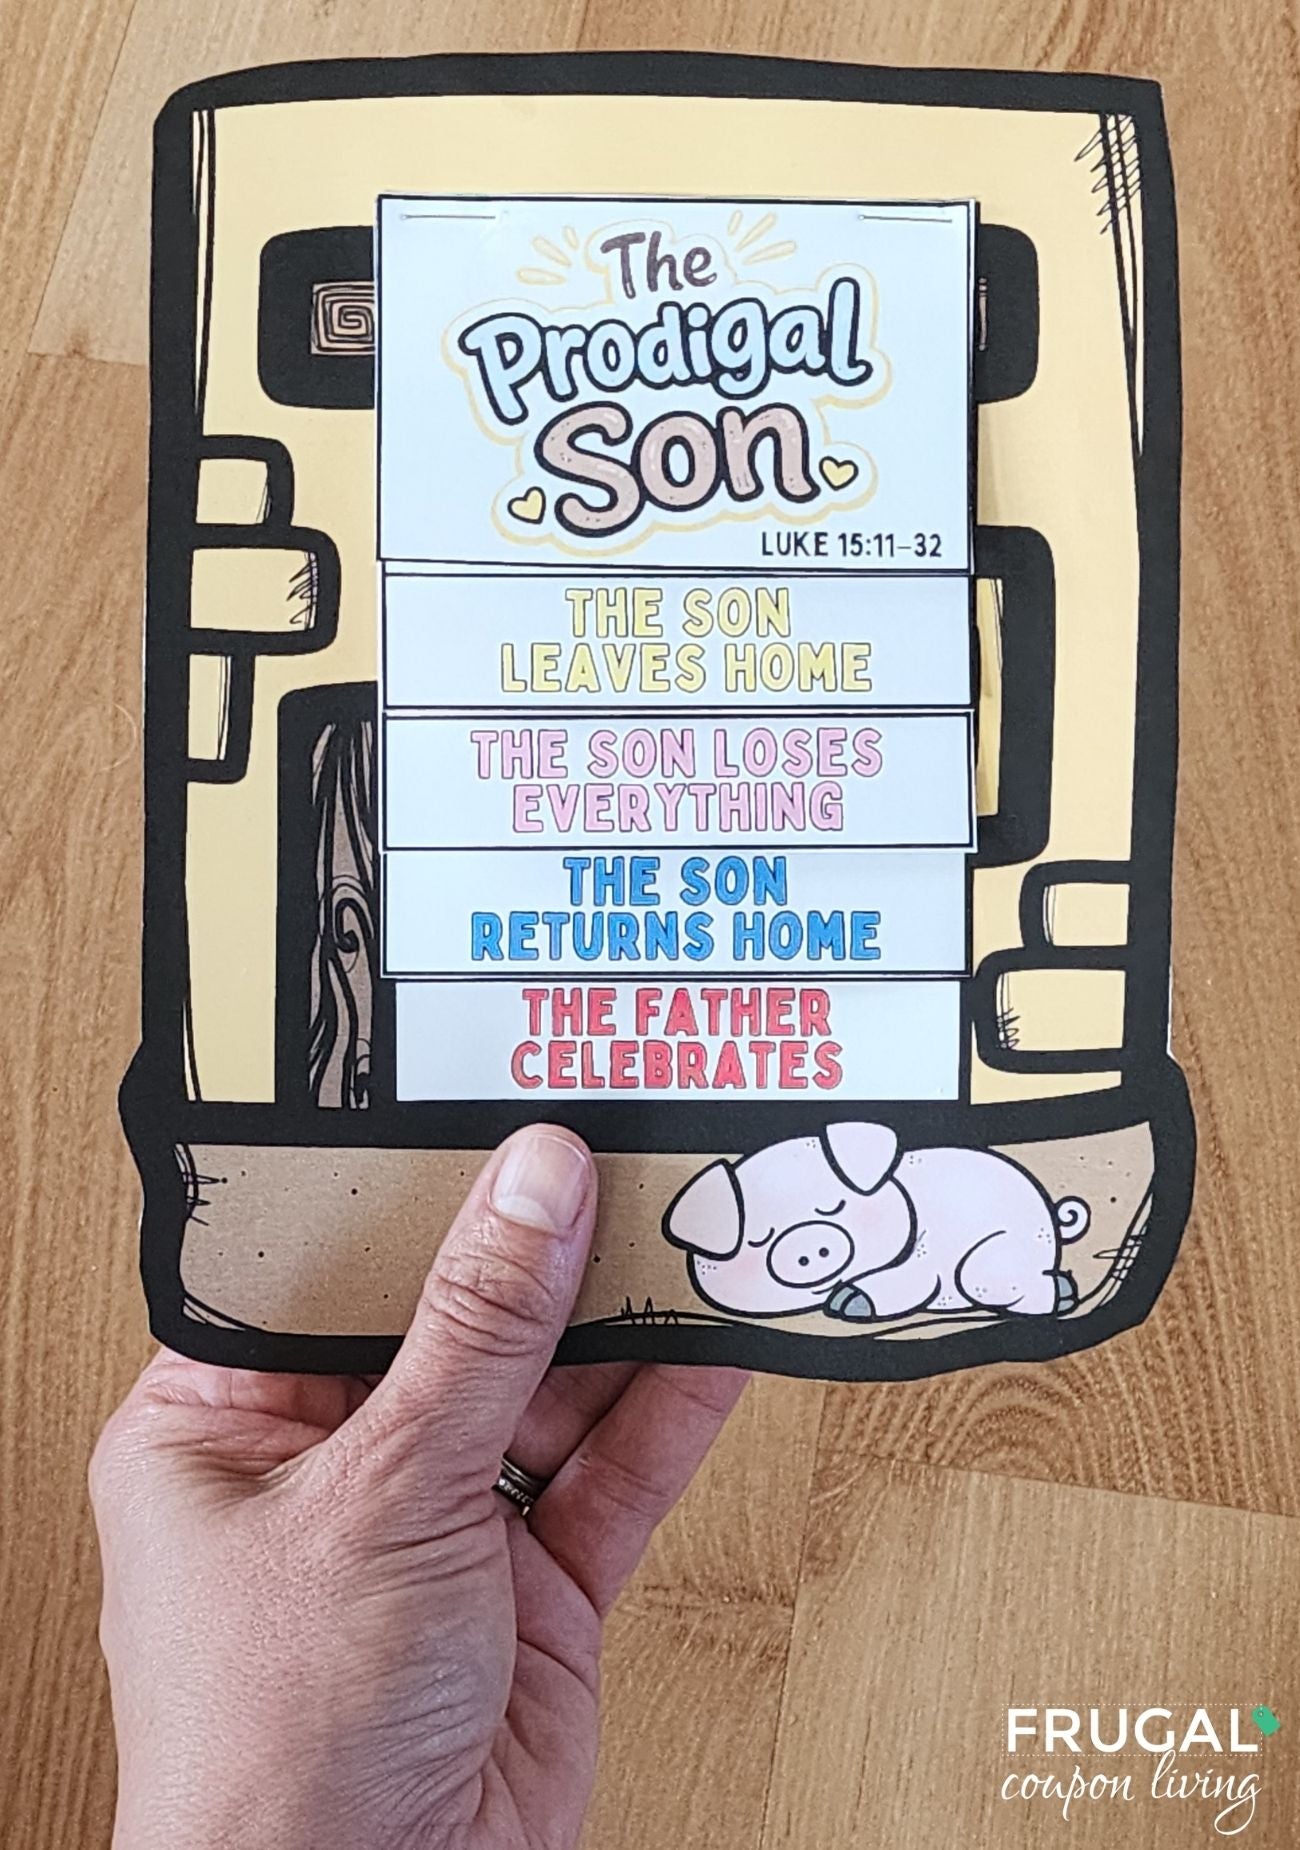 The
Prodigal
Son
LUKE 15:11–32
THE SON
LEAVES HOME
THE SON LOSES
EVERYTHING
THE SON
RETURNS HOME
THE FATHER
CELEBRATES
FRUGAL
coupon living